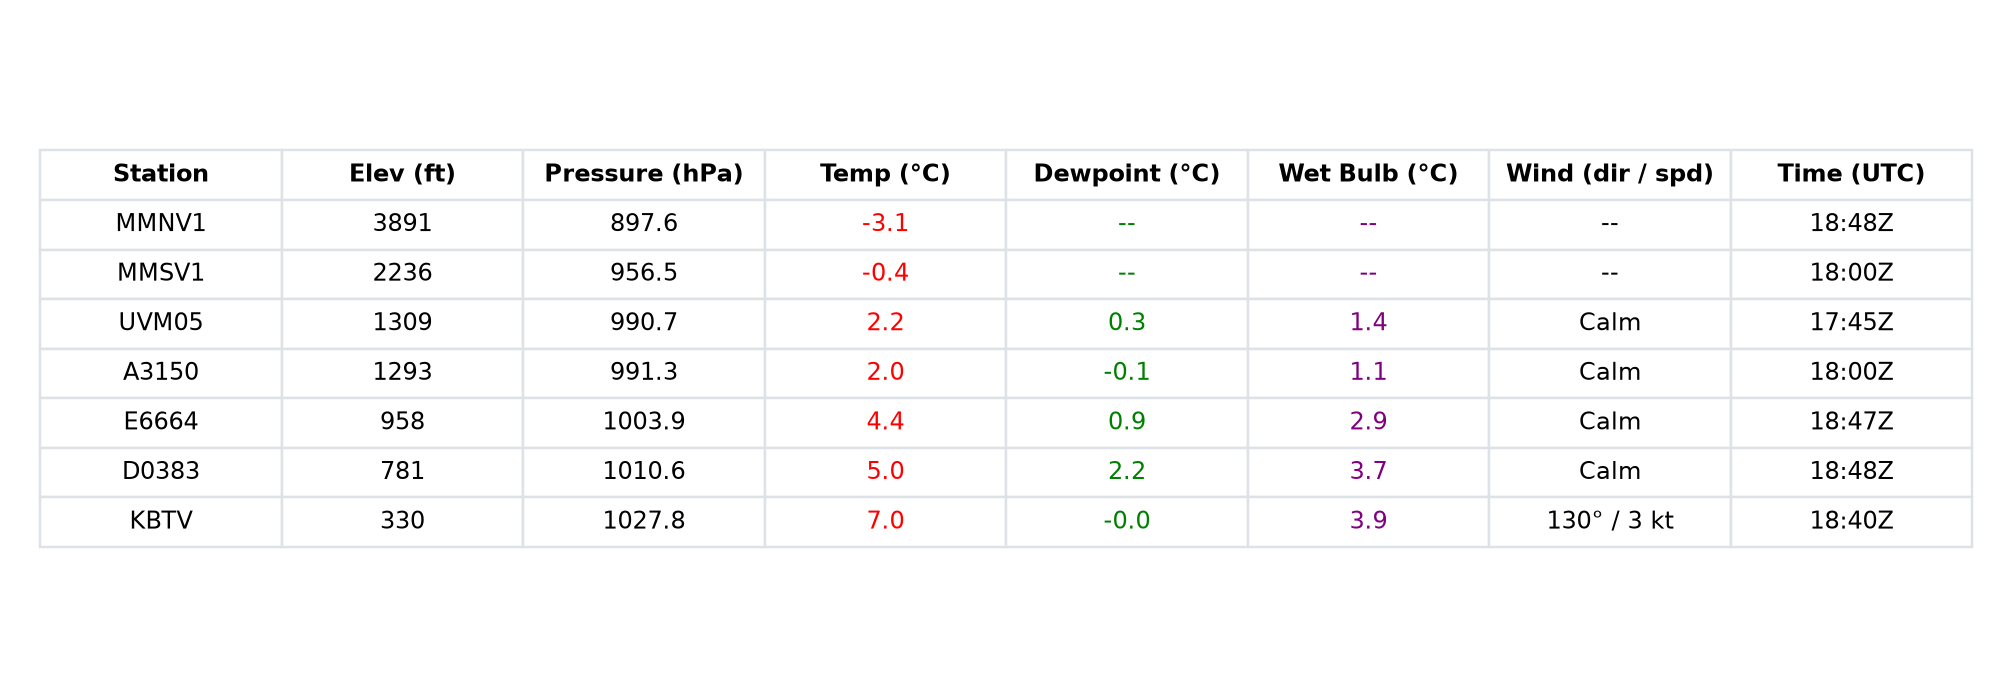 Station Elev (ft) Pressure (hPa) Temp (°C) Dewpoint (°C) Wet Bulb (°C) Wind (dir / spd) Time (UTC)
MMNV1 3891 897.6 -3.1 -- -- -- 18:48Z
MMSV1 2236 956.5 -0.4 -- -- -- 18:00Z
UVM05 1309 990.7 2.2 0.3 1.4 Calm 17:45Z
A3150 1293 991.3 2.0 -0.1 1.1 Calm 18:00Z
E6664 958 1003.9 4.4 0.9 2.9 Calm 18:47Z
D0383 781 1010.6 5.0 2.2 3.7 Calm 18:48Z
KBTV 330 1027.8 7.0 -0.0 3.9 130° / 3 kt 18:40Z